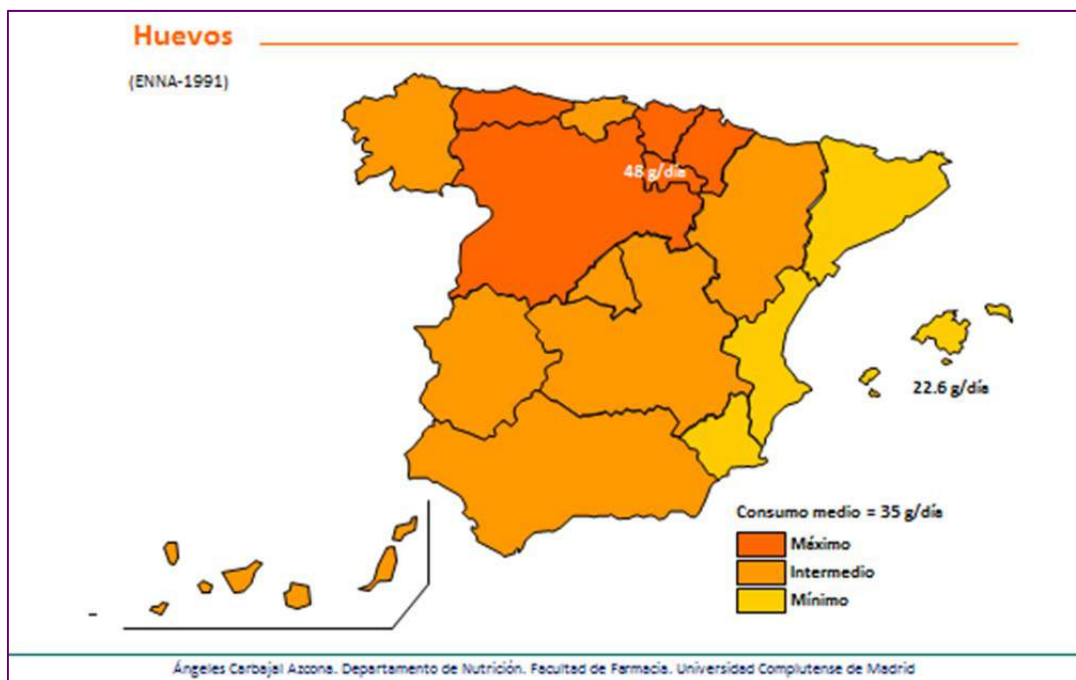 Huevos
(ENNA-1991)
48 g/día
22.6 g/día
Consumo medio = 35 g/día
Máximo
Intermedio
Mínimo
Ángeles Carbajal Azcona. Departamento de Nutrición. Facultad de Farmacia. Universidad Complutense de Madrid